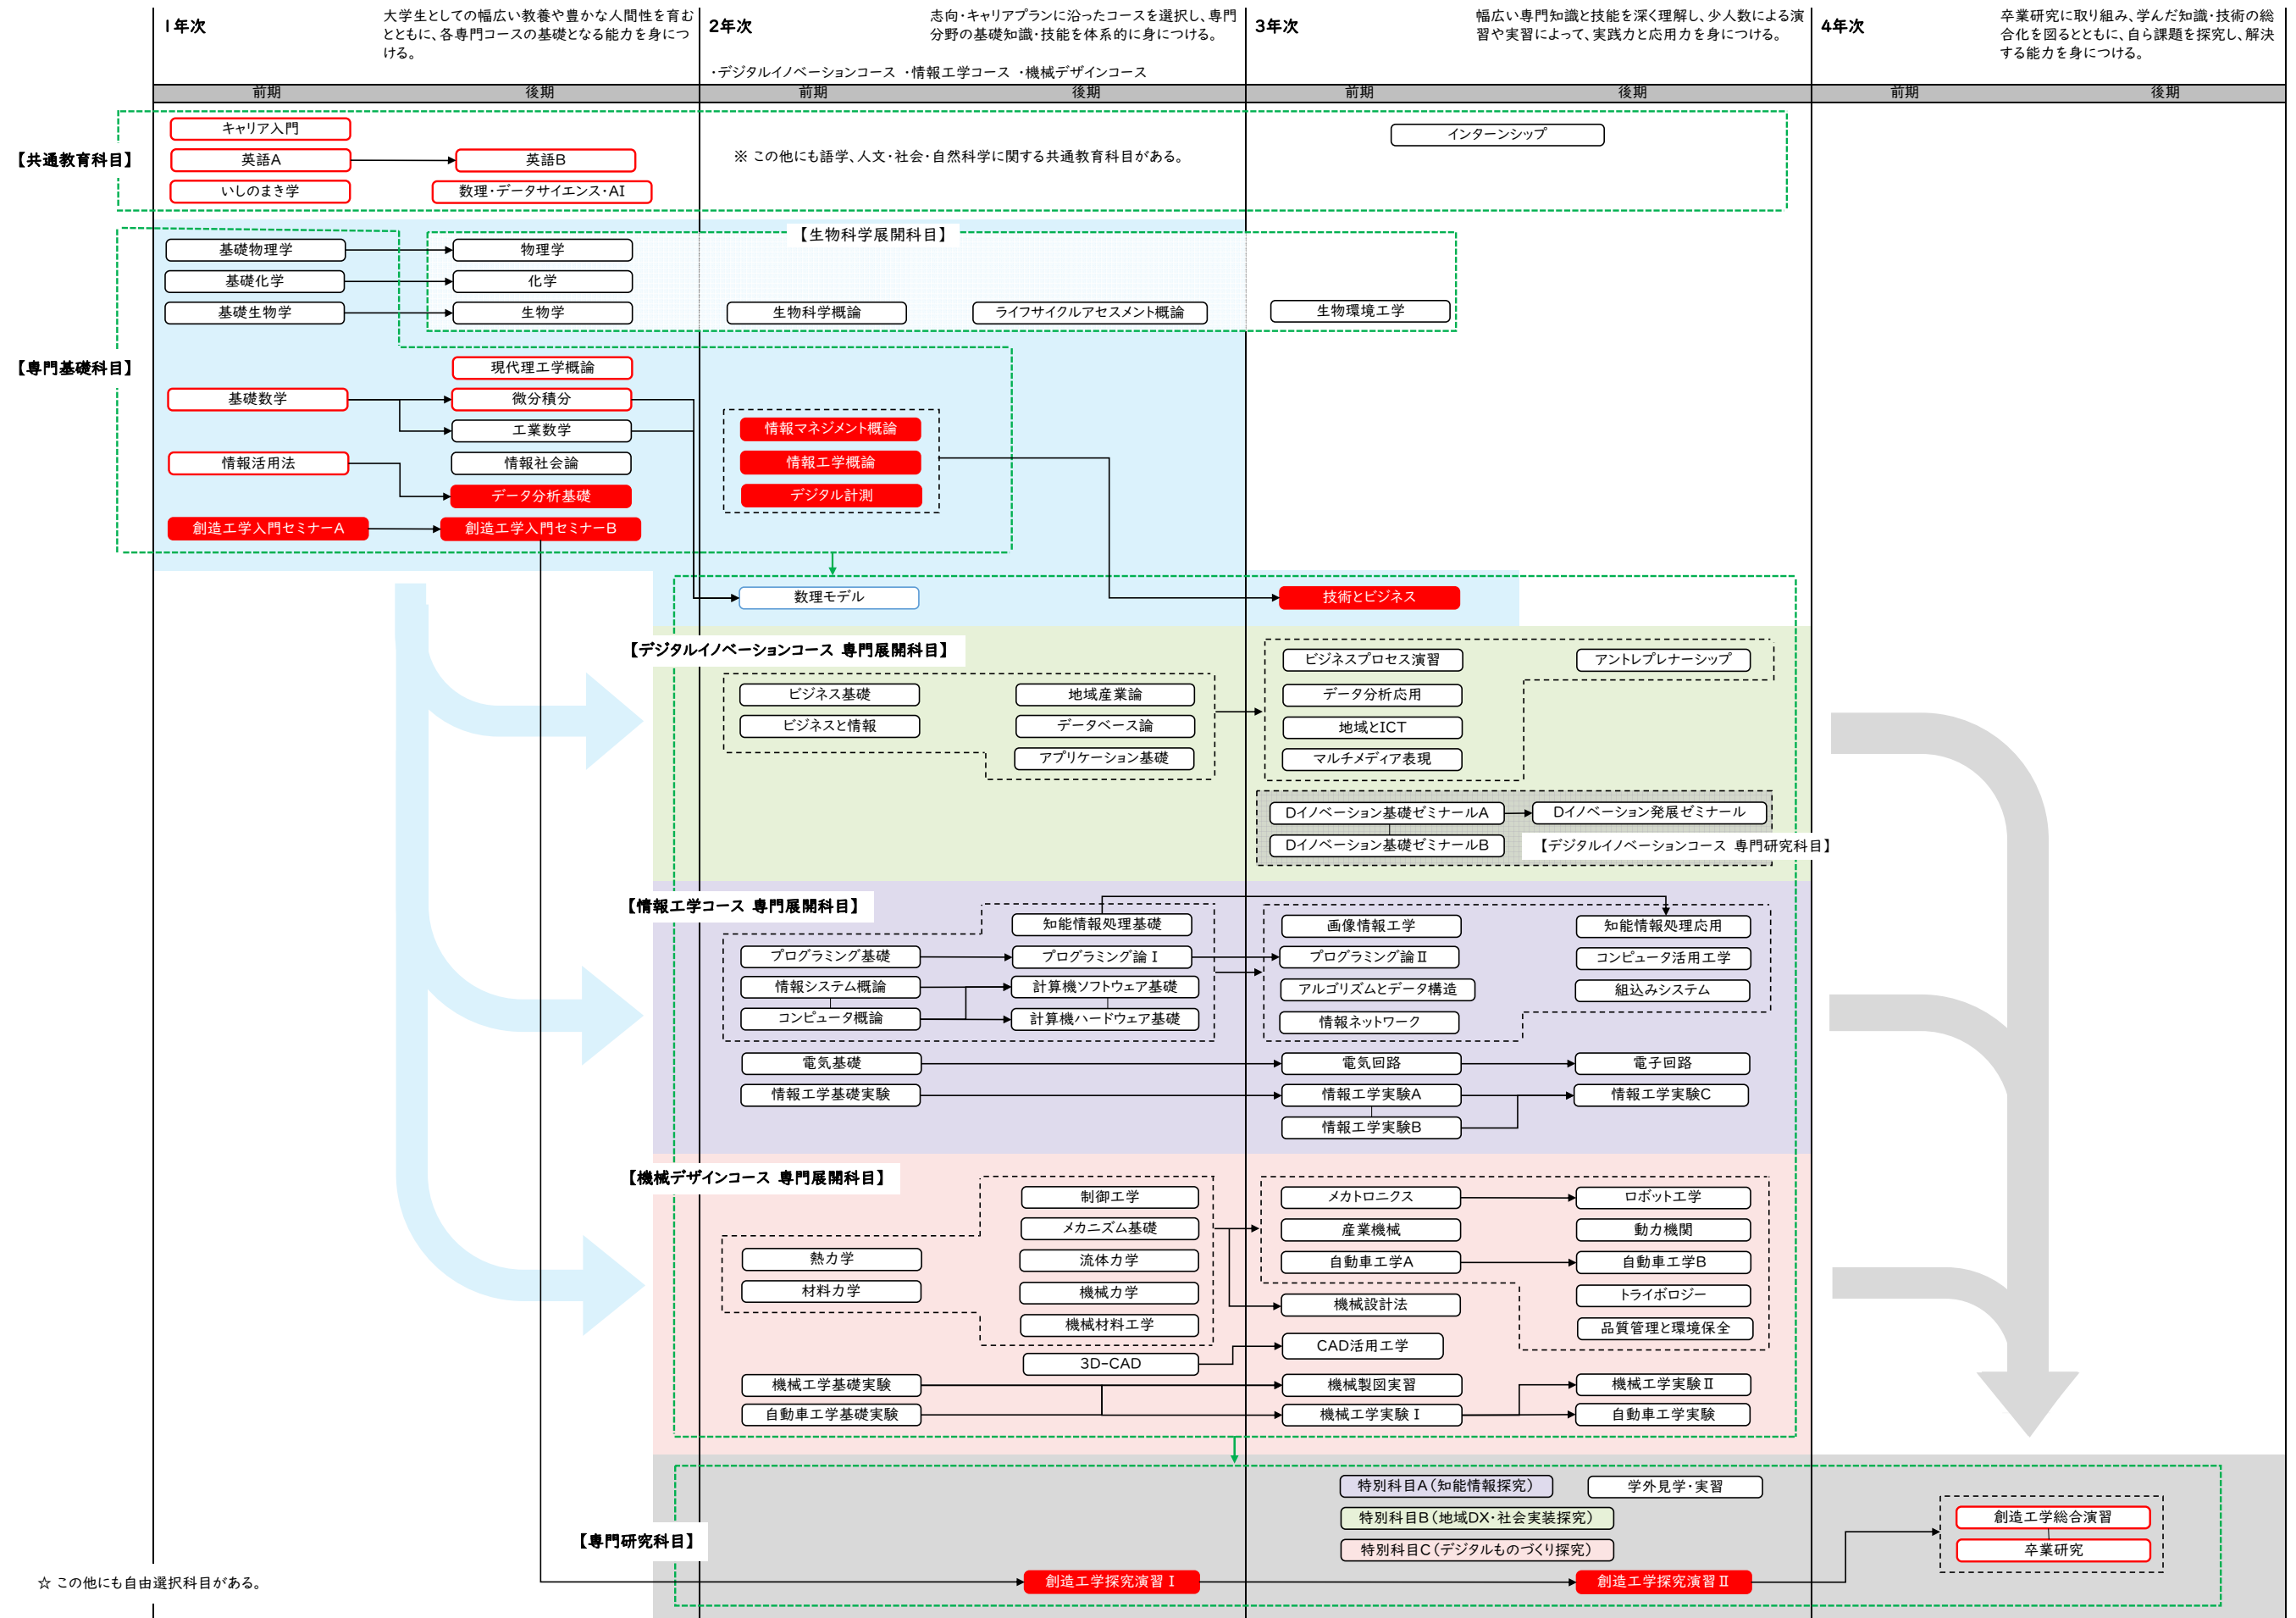 1年次
大学生としての幅広い教養や豊かな人間性を育む
とともに、各専門コースの基礎となる能力を身につ
ける。
2年次
志向・キャリアプランに沿ったコースを選択し、専門
分野の基礎知識・技能を体系的に身につける。
・デジタルイノベーションコース ・情報工学コース ・機械デザインコース
3年次
幅広い専門知識と技能を深く理解し、少人数による演
習や実習によって、実践力と応用力を身につける。
4年次
卒業研究に取り組み、学んだ知識・技術の総
合化を図るとともに、自ら課題を探究し、解決
する能力を身につける。
前期
後期
前期
後期
前期
後期
前期
後期
【共通教育科目】
キャリア入門
インターンシップ
英語A
英語B
※ この他にも語学、人文・社会・自然科学に関する共通教育科目がある。
いしのまき学
数理・データサイエンス・AI
【生物科学展開科目】
基礎物理学
物理学
基礎化学
化学
基礎生物学
生物学
生物科学概論
ライフサイクルアセスメント概論
生物環境工学
【専門基礎科目】
現代理工学概論
基礎数学
微分積分
工業数学
情報マネジメント概論
情報活用法
情報社会論
情報工学概論
データ分析基礎
デジタル計測
創造工学入門セミナーA
創造工学入門セミナーB
数理モデル
技術とビジネス
【デジタルイノベーションコース 専門展開科目】
ビジネスプロセス演習
アントレプレナーシップ
ビジネス基礎
地域産業論
データ分析応用
ビジネスと情報
データベース論
地域とICT
アプリケーション基礎
マルチメディア表現
Dイノベーション基礎ゼミナールA
Dイノベーション発展ゼミナール
Dイノベーション基礎ゼミナールB
【デジタルイノベーションコース 専門研究科目】
【情報工学コース 専門展開科目】
知能情報処理基礎
画像情報工学
知能情報処理応用
プログラミング基礎
プログラミング論Ⅰ
プログラミング論Ⅱ
コンピュータ活用工学
情報システム概論
計算機ソフトウェア基礎
アルゴリズムとデータ構造
組込みシステム
コンピュータ概論
計算機ハードウェア基礎
情報ネットワーク
電気基礎
電気回路
電子回路
情報工学基礎実験
情報工学実験A
情報工学実験C
情報工学実験B
【機械デザインコース 専門展開科目】
制御工学
メカトロニクス
ロボット工学
メカニズム基礎
産業機械
動力機関
熱力学
流体力学
自動車工学A
自動車工学B
材料力学
機械力学
機械設計法
トライボロジー
機械材料工学
品質管理と環境保全
3D-CAD
CAD活用工学
機械工学基礎実験
機械製図実習
機械工学実験Ⅱ
自動車工学基礎実験
機械工学実験Ⅰ
自動車工学実験
特別科目A(知能情報探究)
学外見学・実習
特別科目B(地域DX・社会実装探究)
創造工学総合演習
【専門研究科目】
特別科目C(デジタルものづくり探究)
卒業研究
☆ この他にも自由選択科目がある。
創造工学探究演習Ⅰ
創造工学探究演習Ⅱ